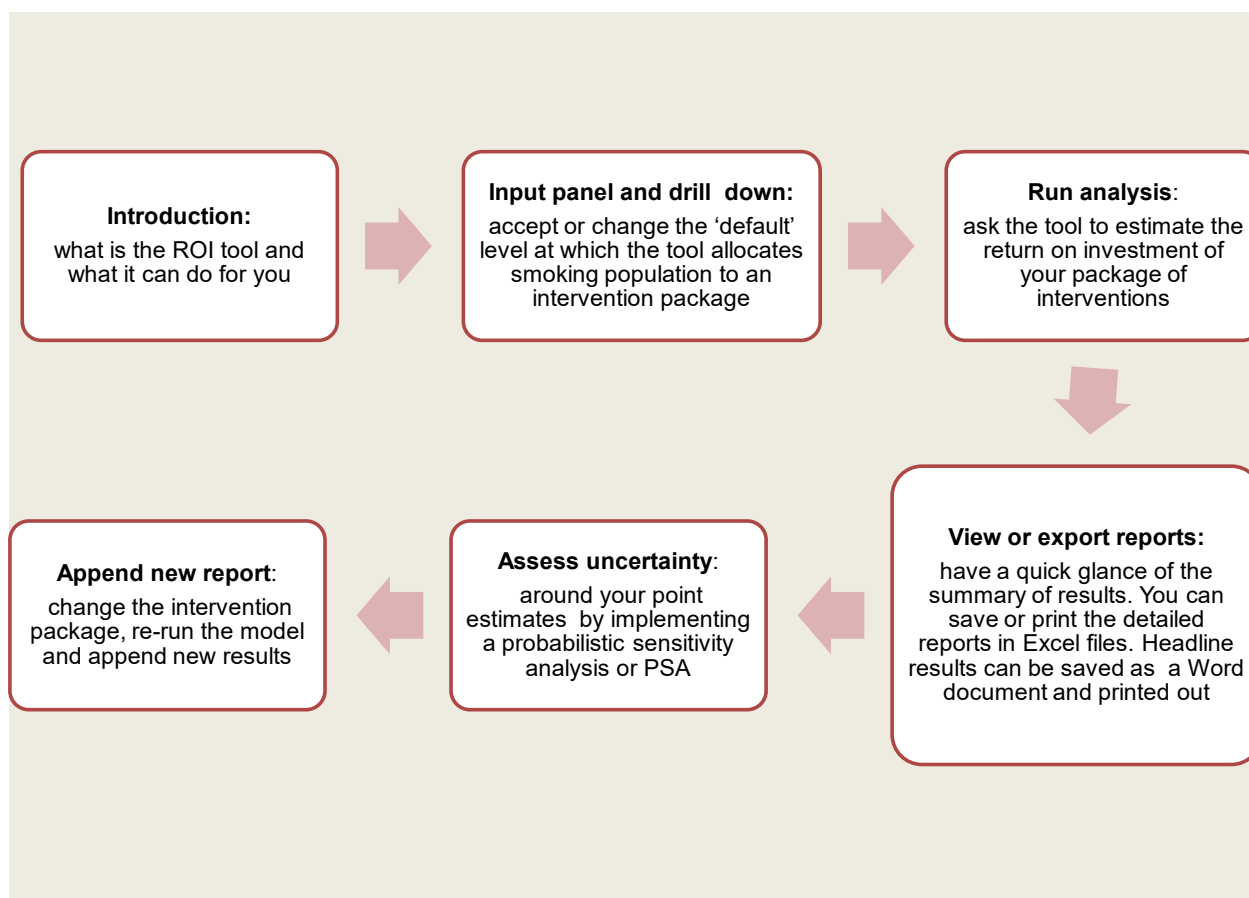 Introduction:
what is the ROI tool and
what it can do for you
Input panel and drill  down:
accept or change the ‘default’
level at which the tool allocates
smoking population to an
intervention package
Run analysis:
ask the tool to estimate the
return on investment of
your package of
interventions
View or export reports:
have a quick glance of the
summary of results. You can
save or print the detailed
reports in Excel files. Headline
results can be saved as  a Word
document and printed out
Assess uncertainty:
around your point
estimates  by implementing
a probabilistic sensitivity
analysis or PSA
Append new report:
change the intervention
package, re-run the model
and append new results